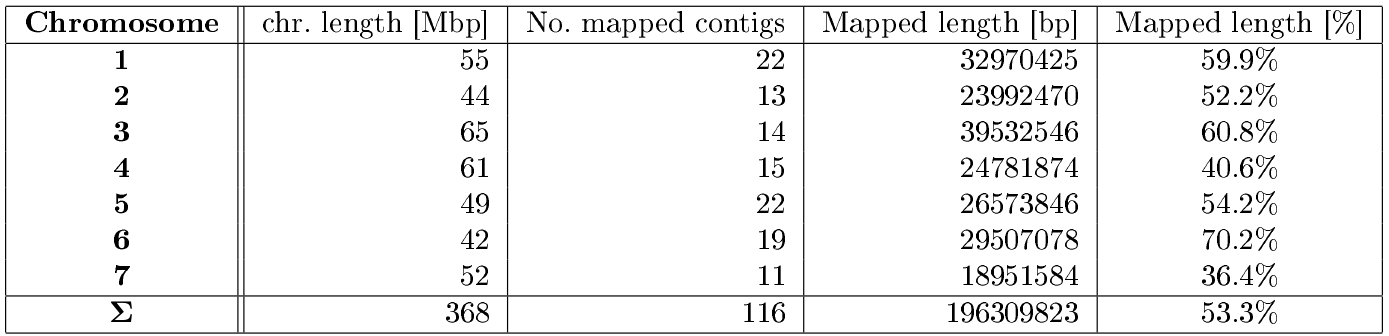 Chromosome chr. length [Mbp] No. mapped contigs Mapped length [bp] Mapped length [%]
1 55 22 32970425 59.9%
2 44 13 23992470 52.2%
3 65 14 39532546 60.8%
4 61 15 24781874 40.6%
5 49 22 26573846 54.2%
6 42 19 29507078 70.2%
7 52 11 18951584 36.4%
Σ 368 116 196309823 53.3%